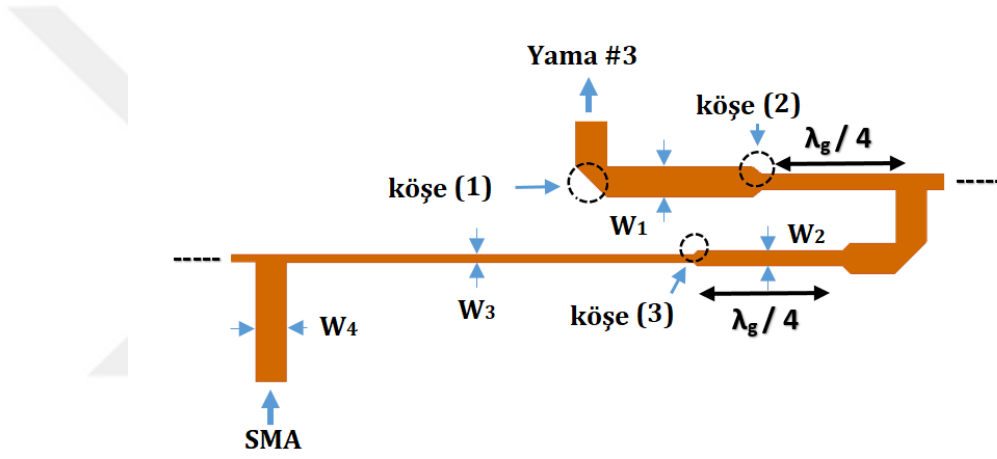 Yama #3
köşe (2)
λg / 4
köşe (1)
W1
W2
W3
köşe (3)
λg / 4
W4
SMA